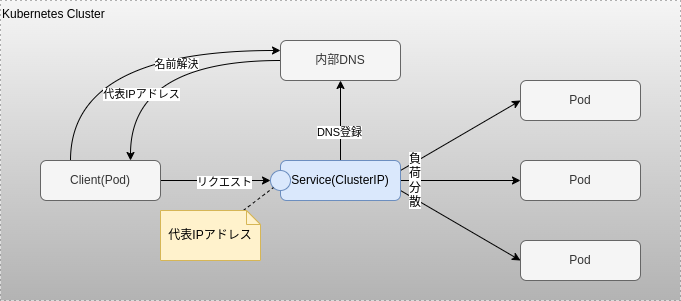 Kubernetes Cluster
内部DNS
名前解決
代表IPアドレス
DNS登録
Client(Pod)
リクエスト
Service(ClusterIP)
代表IPアドレス
負荷分散
Pod
Pod
Pod